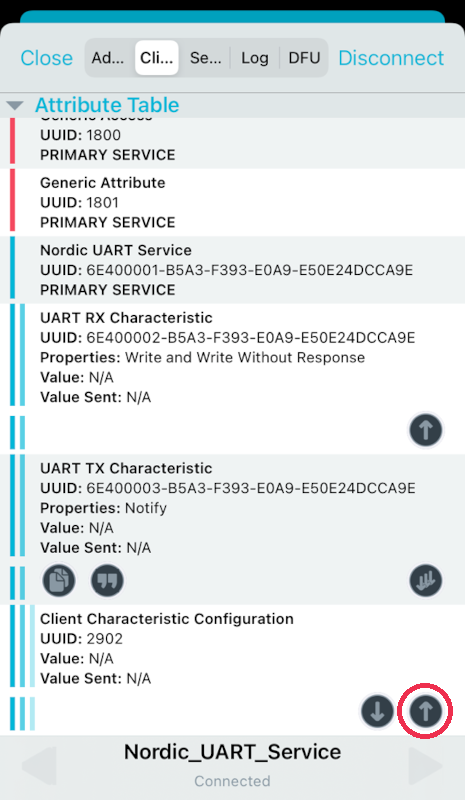 Close
Ad...
Cli...
Se...
Log
DFU
Disconnect
Attribute Table
Generic Access
UUID: 1800
PRIMARY SERVICE
Generic Attribute
UUID: 1801
PRIMARY SERVICE
Nordic UART Service
UUID: 6E400001-B5A3-F393-E0A9-E50E24DCCA9E
PRIMARY SERVICE
UART RX Characteristic
UUID: 6E400002-B5A3-F393-E0A9-E50E24DCCA9E
Properties: Write and Write Without Response
Value: N/A
Value Sent: N/A
UART TX Characteristic
UUID: 6E400003-B5A3-F393-E0A9-E50E24DCCA9E
Properties: Notify
Value: N/A
Value Sent: N/A
Client Characteristic Configuration
UUID: 2902
Value: N/A
Value Sent: N/A
Nordic_UART_Service
Connected